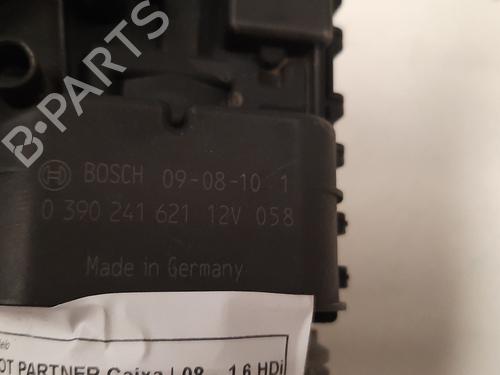 B-PARTS
BOSCH 09-08-10 1
0 390 241 621 12V 058
Made in Germany
OT PARTNER Caixa | 08 1.6 HDi